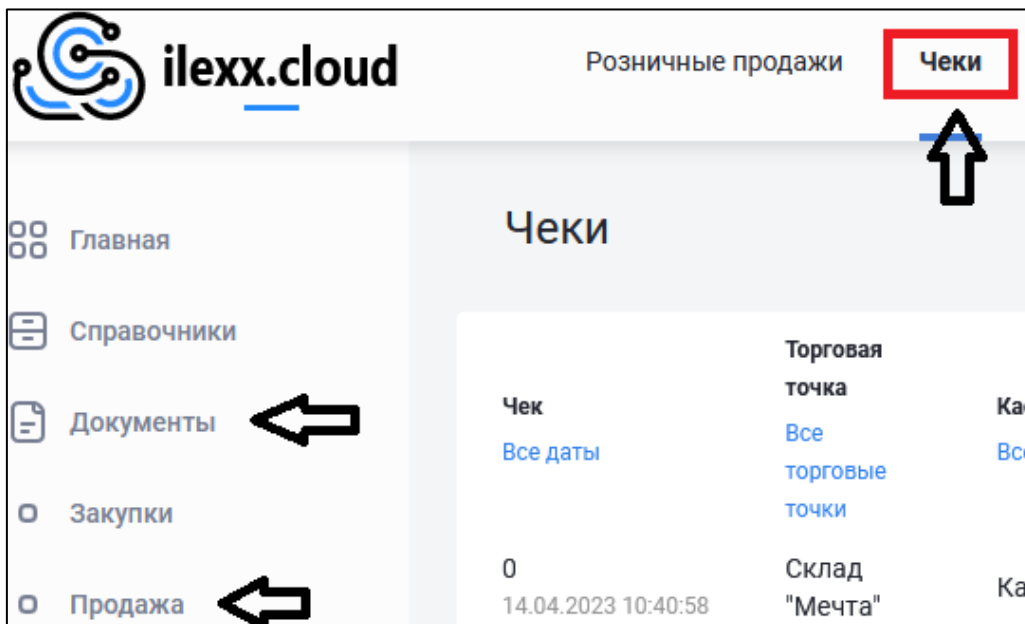 ilexx.cloud
Розничные продажи
Чеки
Главная
Справочники
Документы
Закупки
Продажа
Чеки
Чек
Все даты
Торговая
точка
Все
торговые
точки
0
14.04.2023 10:40:58
Склад
"Мечта"